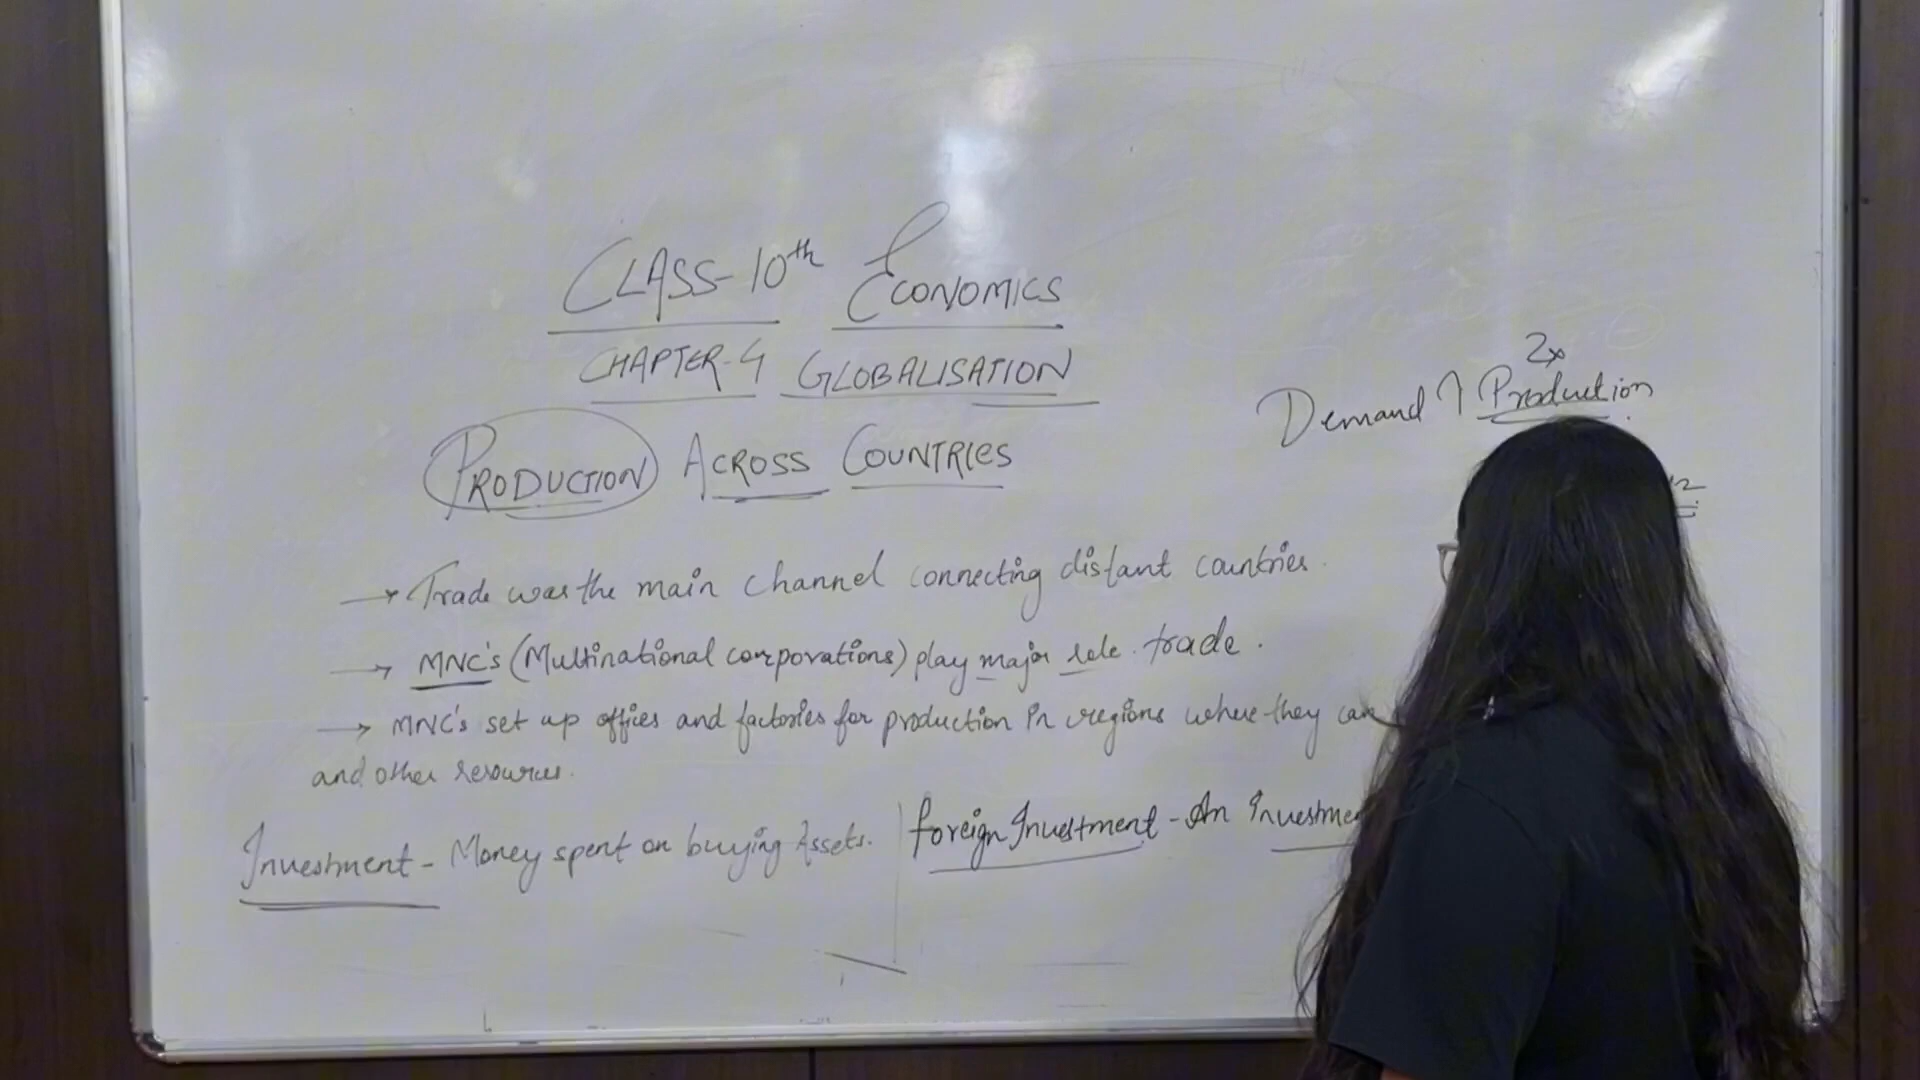 CLASS-10th ECONOMICS
CHAPTER-4 GLOBALISATION
PRODUCTION ACROSS COUNTRIES
2x
Demand ↑ Production
→ Trade was the main channel connecting distant countries.
→ MNC's (Multinational corporations) play major role. trade.
→ MNC's set up offices and factories for production in regions where they can
and other resources.
Investment - Money spent on buying Assets.
Foreign Investment - An